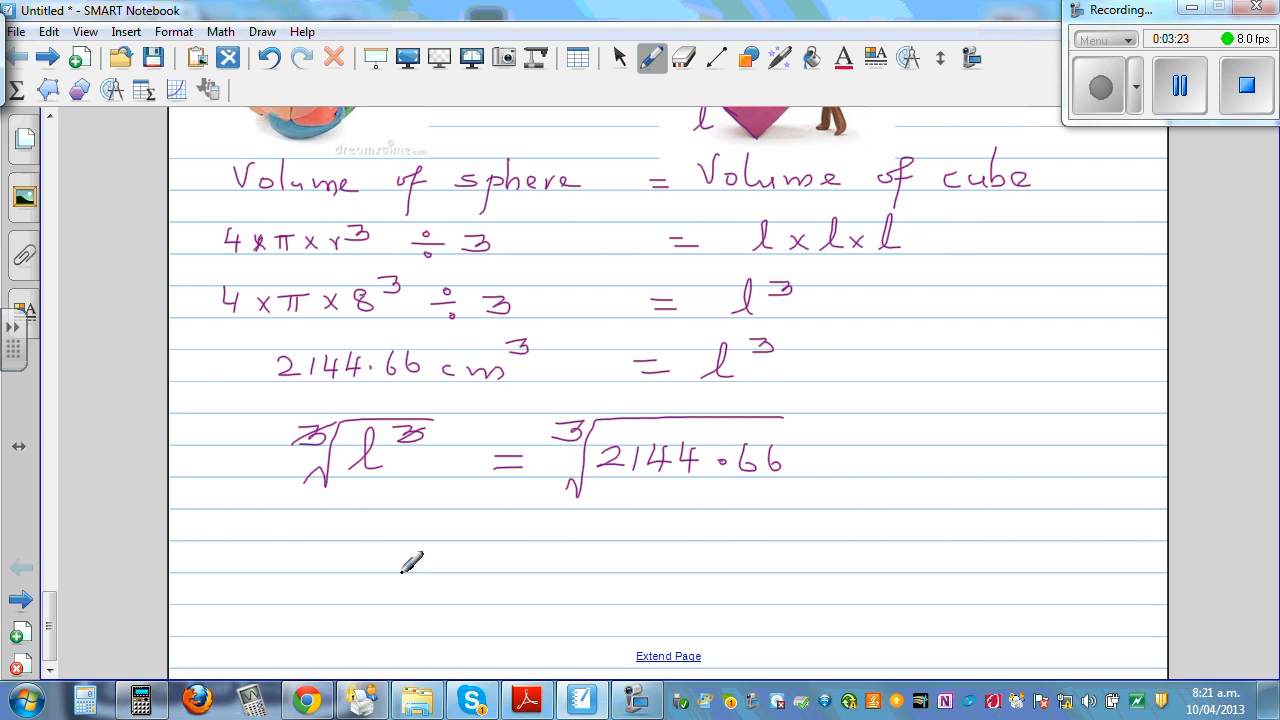 Untitled * - SMART Notebook
Recording...
File Edit View Insert Format Math Draw Help
Menu 0:03:23 8.0 fps
l
dreamstime.com
Volume of sphere = Volume of cube
4 x π x r³ ÷ 3 = l x l x l
4 x π x 8³ ÷ 3 = l³
2144.66 cm³ = l³
∛l³ = ∛2144.66
Extend Page
8:21 a.m.
10/04/2013